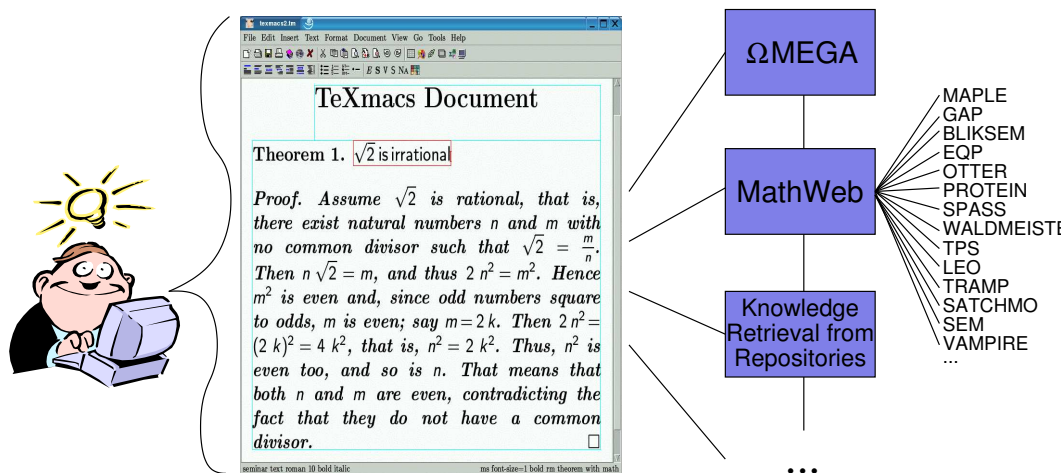 texmacs2.tm
File Edit Insert Text Format Document View Go Tools Help
E S V S NA
TeXmacs Document
Theorem 1. √2 is irrational
Proof. Assume √2 is rational, that is,
there exist natural numbers n and m with
no common divisor such that √2 = m/n.
Then n √2 = m, and thus 2 n² = m². Hence
m² is even and, since odd numbers square
to odds, m is even; say m = 2 k. Then 2 n² =
(2 k)² = 4 k², that is, n² = 2 k². Thus, n² is
even too, and so is n. That means that
both n and m are even, contradicting the
fact that they do not have a common
divisor. □
seminar text roman 10 bold italic
ms font-size=1 bold rm theorem with math
ΩMEGA
MathWeb
Knowledge
Retrieval from
Repositories
...
MAPLE
GAP
BLIKSEM
EQP
OTTER
PROTEIN
SPASS
WALDMEISTE
TPS
LEO
TRAMP
SATCHMO
SEM
VAMPIRE
...